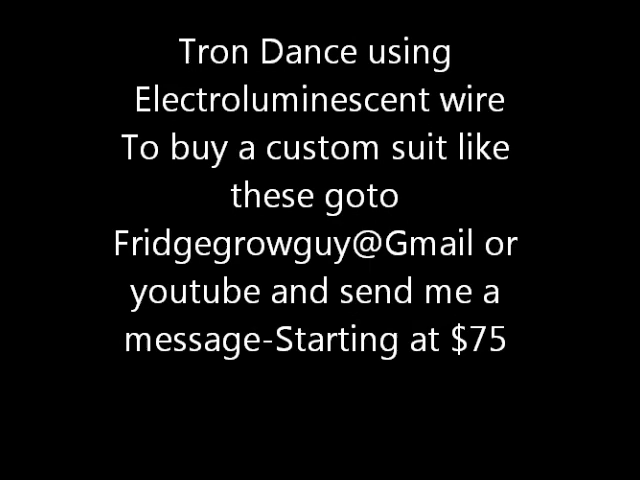 Tron Dance using
Electroluminescent wire
To buy a custom suit like
these goto
Fridgegrowguy@Gmail or
youtube and send me a
message-Starting at $75